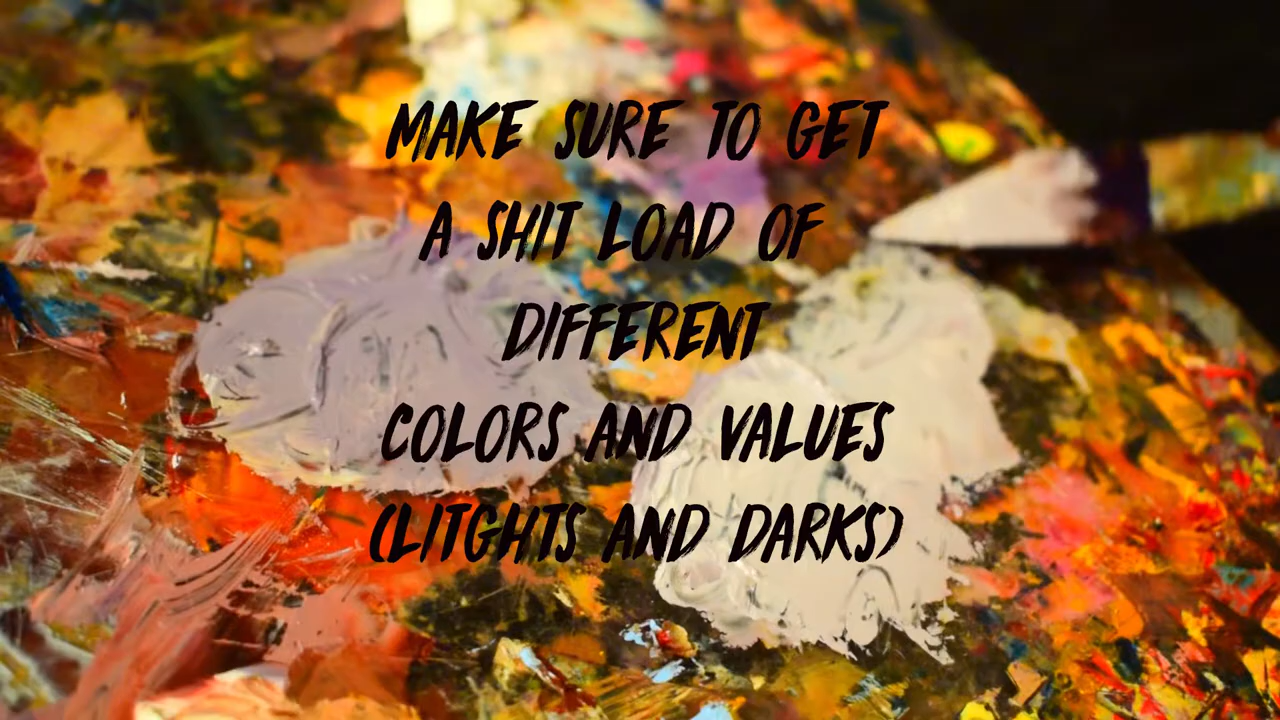 MAKE SURE TO GET
A SHIT LOAD OF
DIFFERENT
COLORS AND VALUES
(LITGHTS AND DARKS)